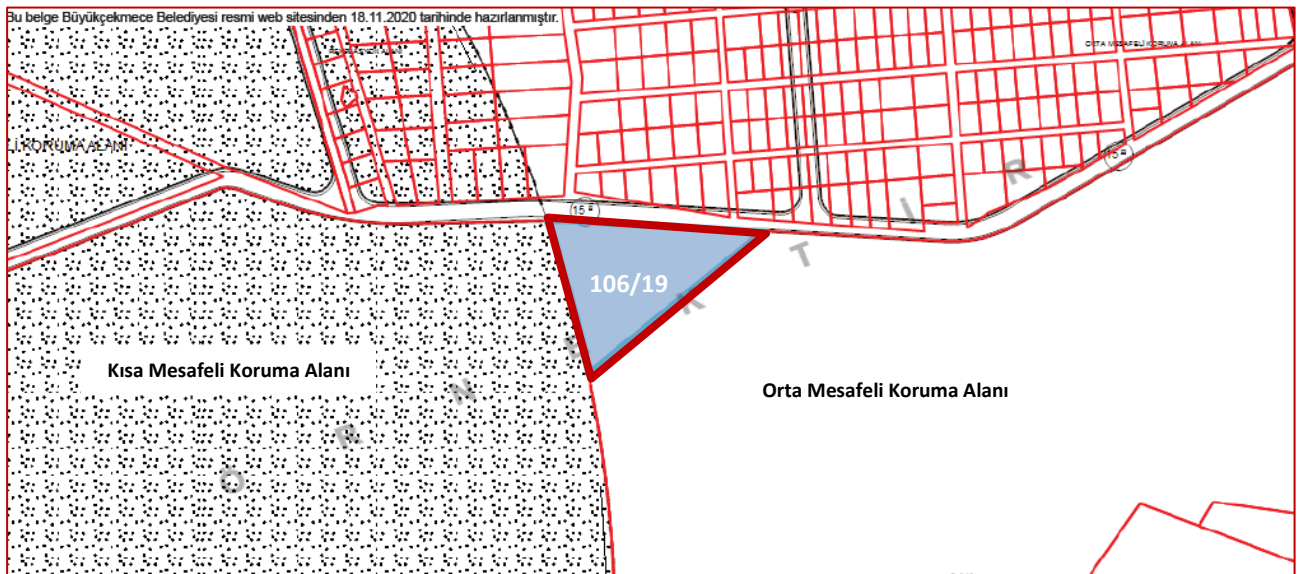 Bu belge Büyükçekmece Belediyesi resmi web sitesinden 18.11.2020 tarihinde hazırlanmıştır.
ORTA MESAFELİ KORUMA ALANI
İ KORUMA ALANI
15
15
106/19
Kısa Mesafeli Koruma Alanı
Orta Mesafeli Koruma Alanı
Ö R N E K T İ R